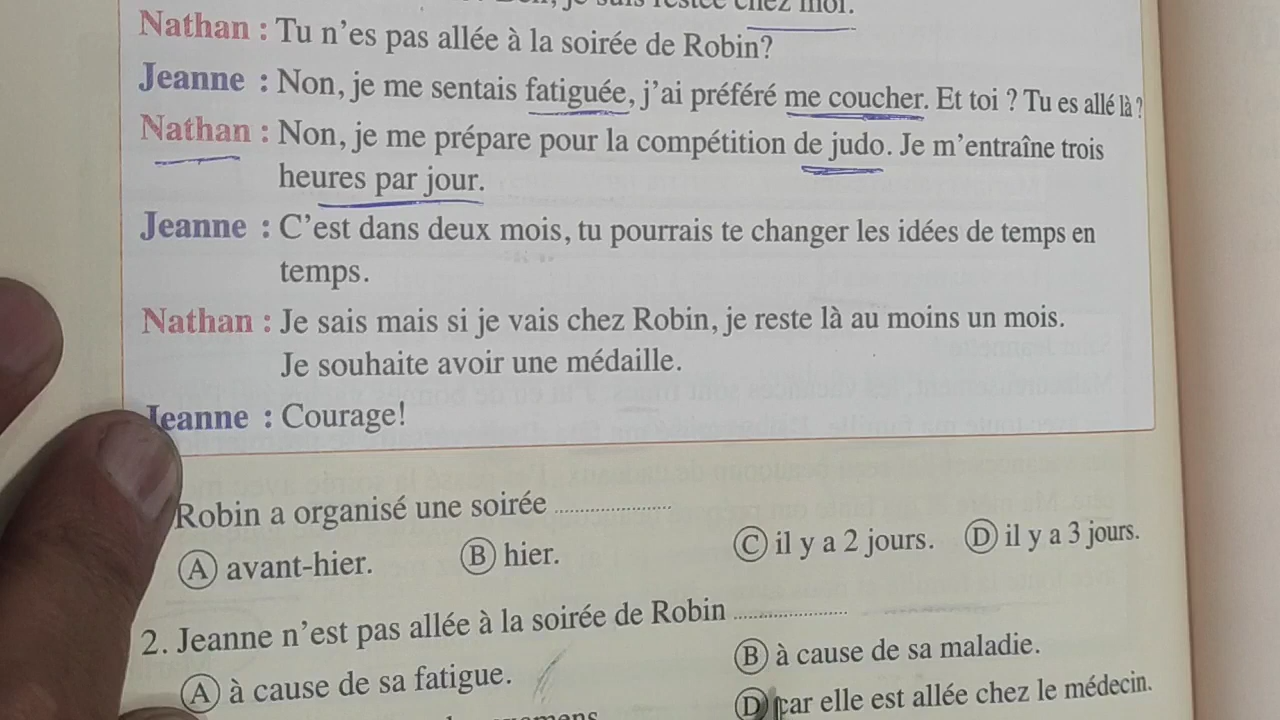 je suis restée chez moi.
Nathan : Tu n'es pas allée à la soirée de Robin?
Jeanne : Non, je me sentais fatiguée, j'ai préféré me coucher. Et toi ? Tu es allé là ?
Nathan : Non, je me prépare pour la compétition de judo. Je m'entraîne trois
heures par jour.
Jeanne : C'est dans deux mois, tu pourrais te changer les idées de temps en
temps.
Nathan : Je sais mais si je vais chez Robin, je reste là au moins un mois.
Je souhaite avoir une médaille.
Jeanne : Courage!
Robin a organisé une soirée ........................
A avant-hier. B hier. C il y a 2 jours. D il y a 3 jours.
2. Jeanne n'est pas allée à la soirée de Robin ........................
A à cause de sa fatigue. B à cause de sa maladie.
D car elle est allée chez le médecin.